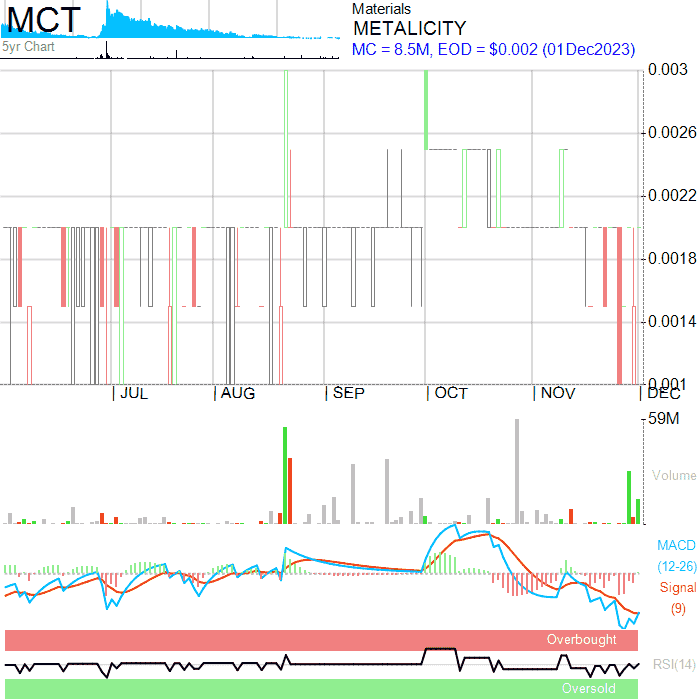 MCT
5yr Chart
Materials
METALICITY
MC = 8.5M, EOD = $0.002 (01Dec2023)
0.003
0.0026
0.0022
0.0018
0.0014
0.001
JUL AUG SEP OCT NOV DEC
59M
Volume
MACD
(12-26)
Signal
(9)
Overbought
RSI(14)
Oversold